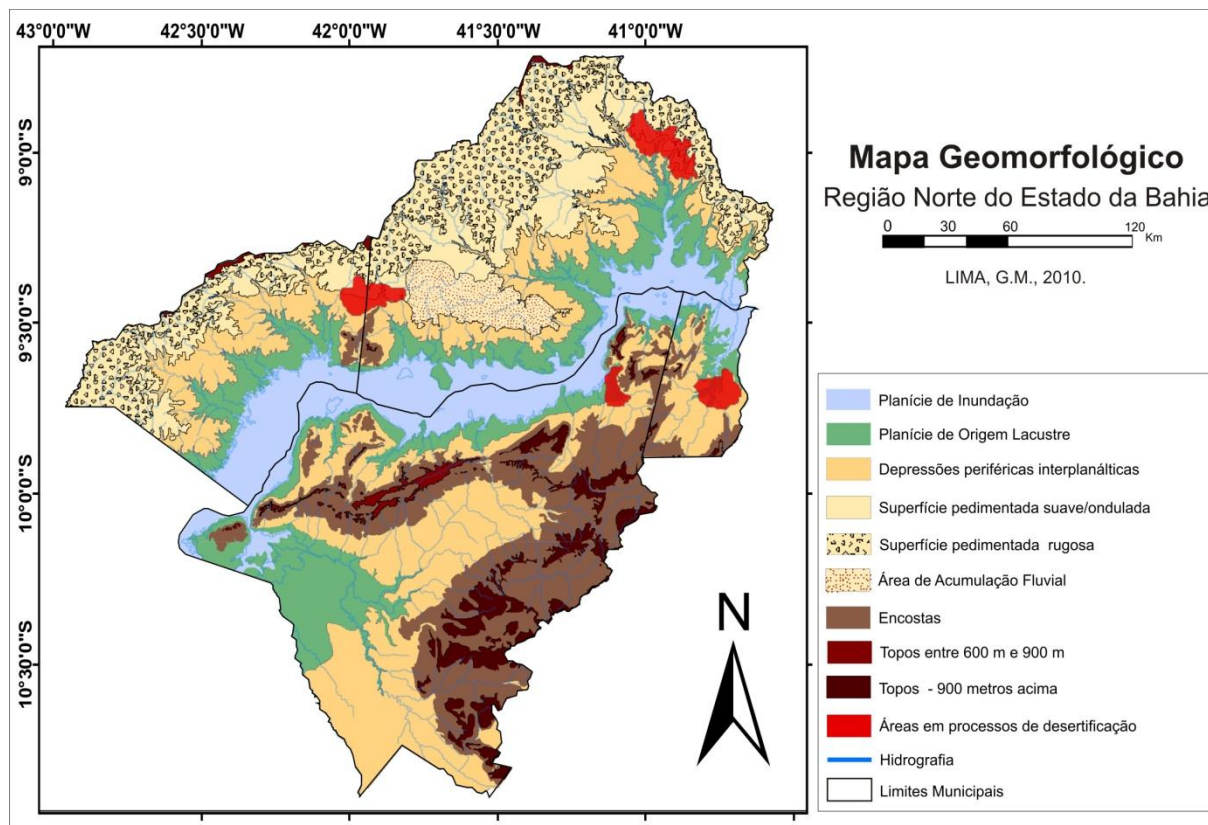 43°0'0"W 42°30'0"W 42°0'0"W 41°30'0"W 41°0'0"W
9°0'0"S
9°30'0"S
10°0'0"S
10°30'0"S
Mapa Geomorfológico
Região Norte do Estado da Bahia
0 30 60 120
Km
LIMA, G.M., 2010.
N
Planície de Inundação
Planície de Origem Lacustre
Depressões periféricas interplanálticas
Superfície pedimentada suave/ondulada
Superfície pedimentada rugosa
Área de Acumulação Fluvial
Encostas
Topos entre 600 m e 900 m
Topos - 900 metros acima
Áreas em processos de desertificação
Hidrografia
Limites Municipais